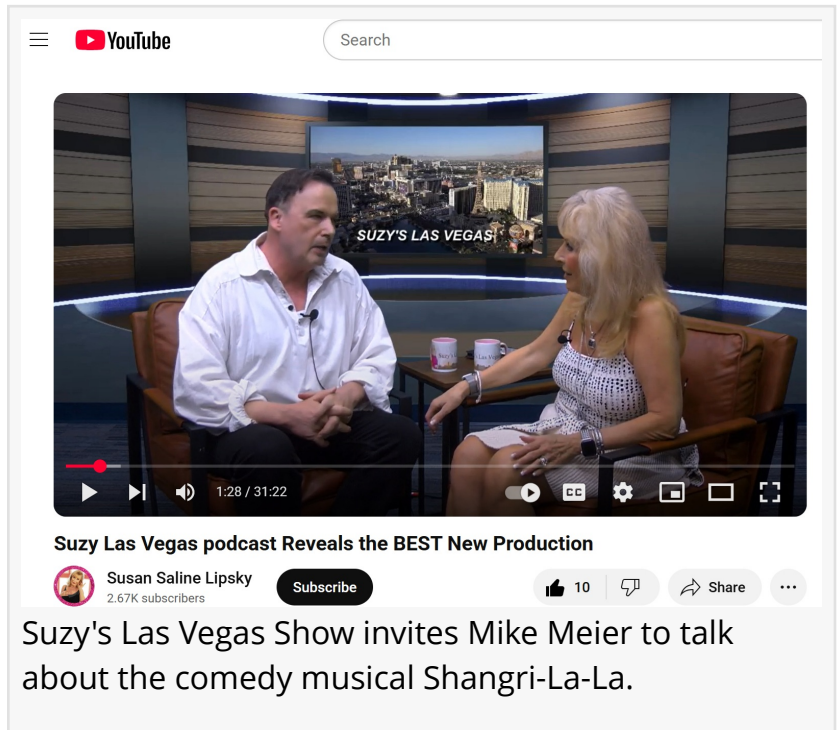 YouTube
Search
SUZY'S LAS VEGAS
1:28 / 31:22
CC
Suzy Las Vegas podcast Reveals the BEST New Production
Susan Saline Lipsky
2.67K subscribers
Subscribe
10
Share
Suzy's Las Vegas Show invites Mike Meier to talk
about the comedy musical Shangri-La-La.